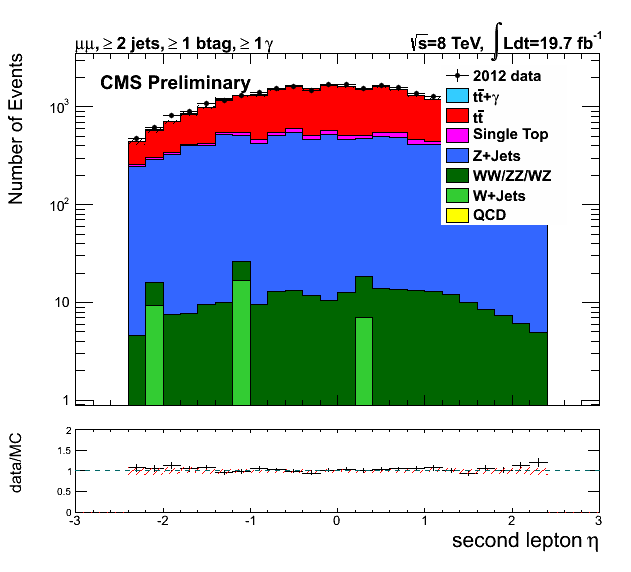 μμ, ≥ 2 jets, ≥ 1 btag, ≥ 1 γ
√s=8 TeV, ∫ Ldt=19.7 fb⁻¹
CMS Preliminary
2012 data
tt̄+γ
tt̄
Single Top
Z+Jets
WW/ZZ/WZ
W+Jets
QCD
Number of Events
10³
10²
10
1
data/MC
2
1.5
1
0.5
0
-3 -2 -1 0 1 2 3
second lepton η